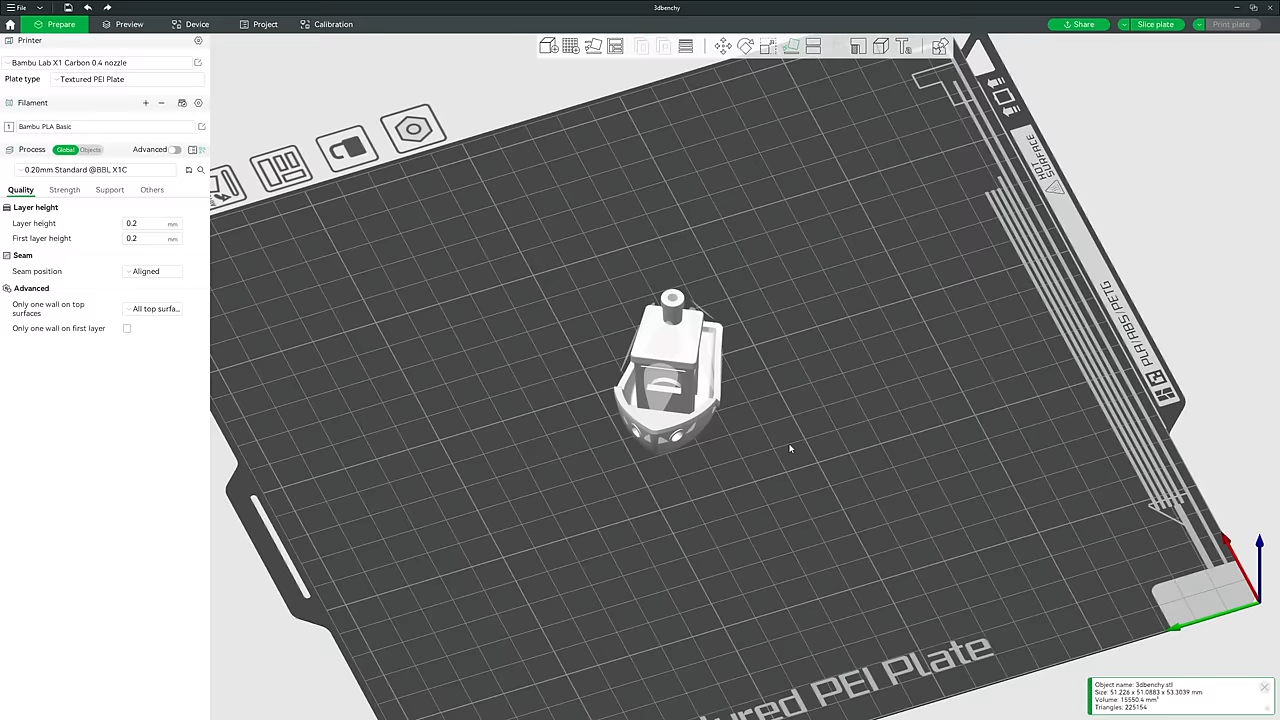 File
3dbenchy
Prepare
Preview
Device
Project
Calibration
Share
Slice plate
Print plate
Printer
Bambu Lab X1 Carbon 0.4 nozzle
Plate type
Textured PEI Plate
Filament
1
Bambu PLA Basic
Process
Global
Objects
Advanced
0.20mm Standard @BBL X1C
Quality
Strength
Support
Others
Layer height
Layer height
0.2
mm
First layer height
0.2
mm
Seam
Seam position
Aligned
Advanced
Only one wall on top
surfaces
All top surfa...
Only one wall on first layer
HOT
SURFACE
PLA/ABS/PETG
tured PEI Plate
Object name: 3dbenchy.stl
Size: 51.226 x 51.0883 x 53.3039 mm
Volume: 15550.4 mm³
Triangles: 225154